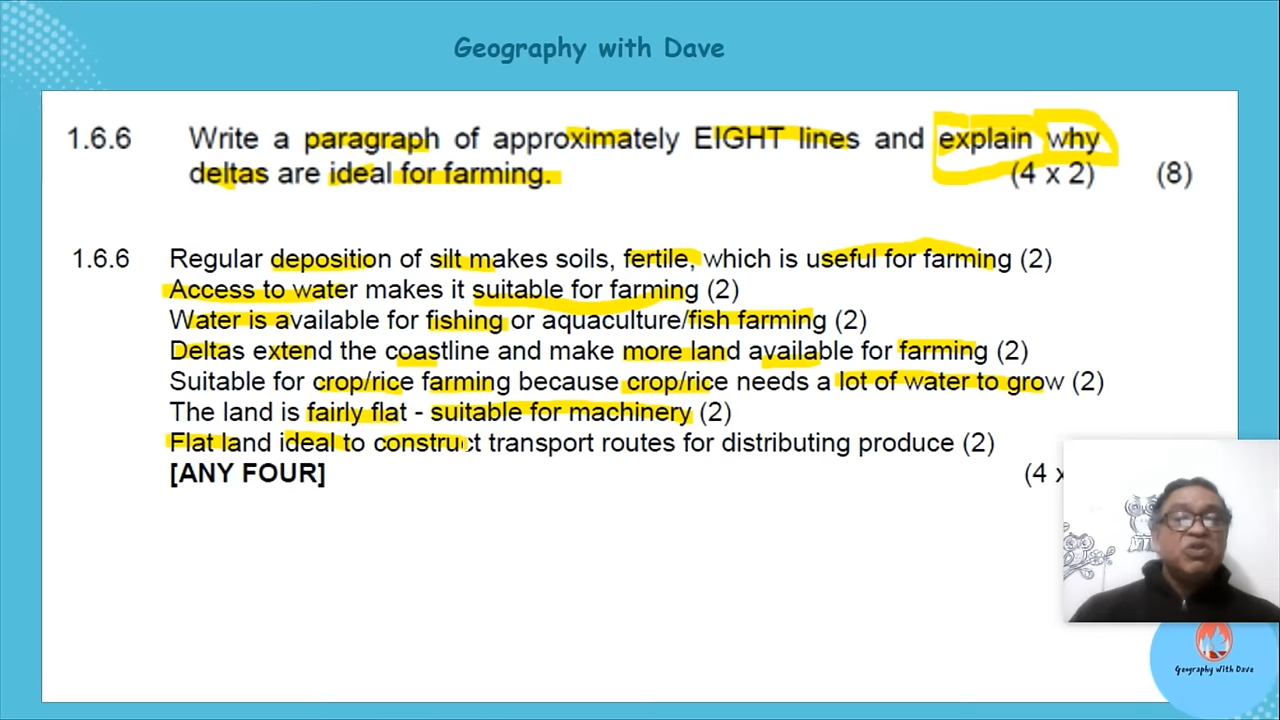 Geography with Dave
1.6.6 Write a paragraph of approximately EIGHT lines and explain why
deltas are ideal for farming. (4 x 2) (8)
1.6.6 Regular deposition of silt makes soils, fertile, which is useful for farming (2)
Access to water makes it suitable for farming (2)
Water is available for fishing or aquaculture/fish farming (2)
Deltas extend the coastline and make more land available for farming (2)
Suitable for crop/rice farming because crop/rice needs a lot of water to grow (2)
The land is fairly flat - suitable for machinery (2)
Flat land ideal to construct transport routes for distributing produce (2)
[ANY FOUR] (4 x
Geography with Dave